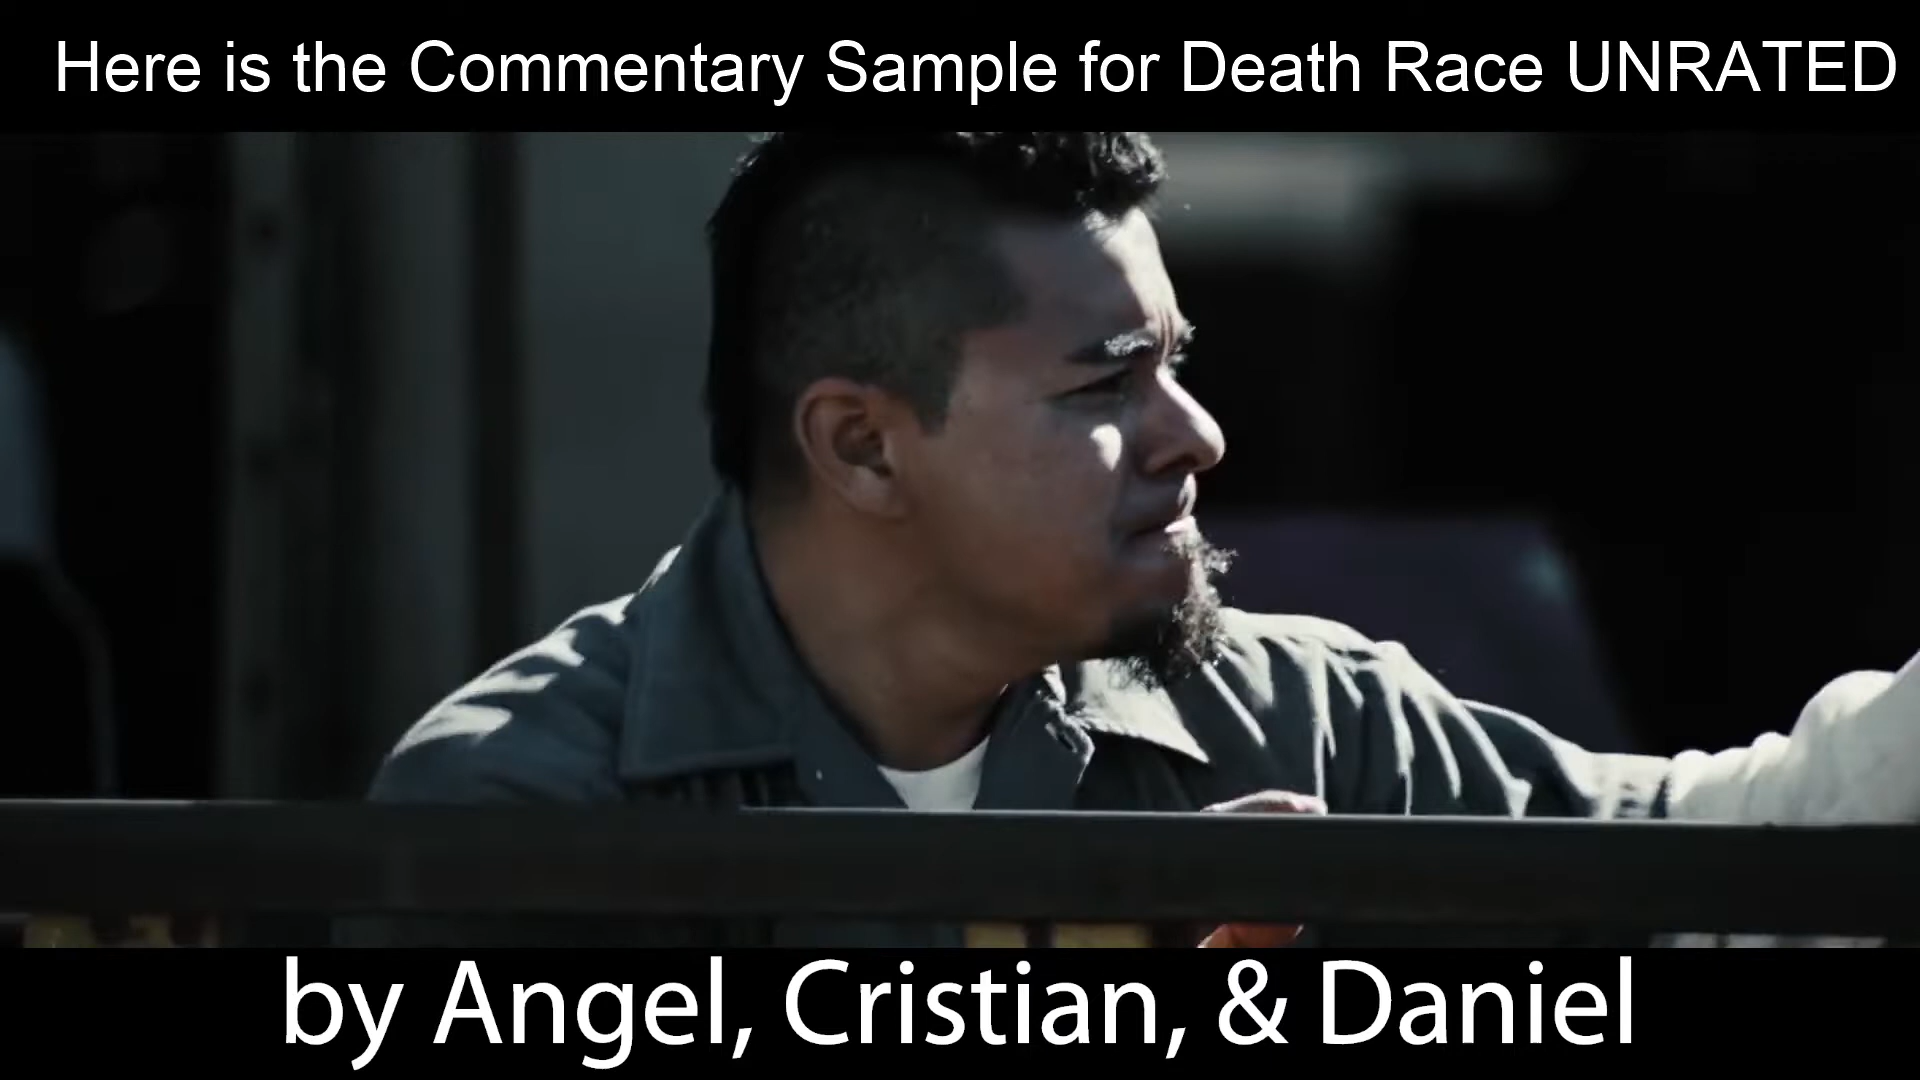 Here is the Commentary Sample for Death Race UNRATED
by Angel, Cristian, & Daniel